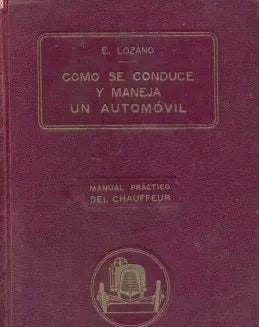 E. LOZANO
COMO SE CONDUCE
Y MANEJA
UN AUTOMÓVIL
MANUAL PRÁCTICO
DEL CHAUFFEUR